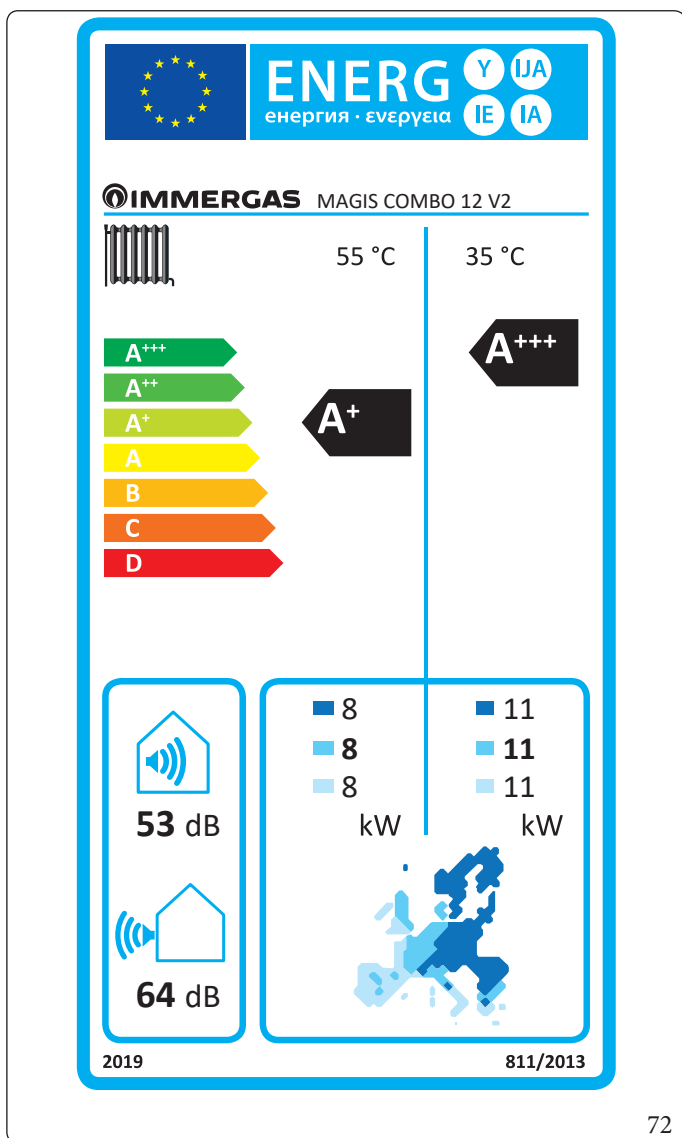 ENERG Y IJA
енергия · ενεργεια IE IA
IMMERGAS MAGIS COMBO 12 V2
55 °C 35 °C
A+++
A+++
A++
A+
A+
A
B
C
D
8 11
8 11
8 11
kW kW
53 dB
64 dB
2019 811/2013
72